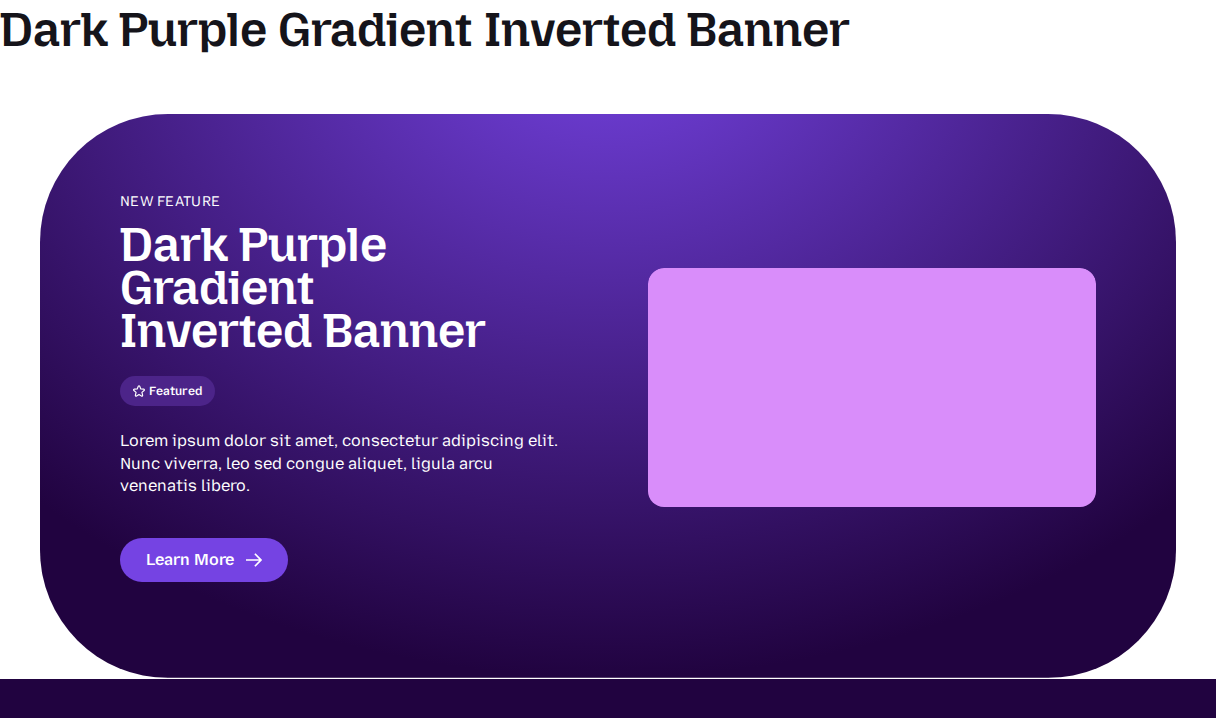 Dark Purple Gradient Inverted Banner
NEW FEATURE
Dark Purple
Gradient
Inverted Banner
Featured
Lorem ipsum dolor sit amet, consectetur adipiscing elit.
Nunc viverra, leo sed congue aliquet, ligula arcu
venenatis libero.
Learn More